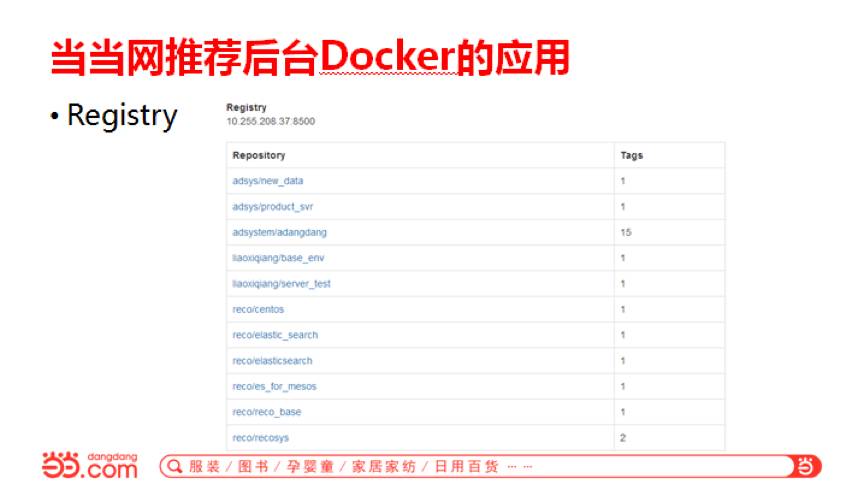 当当网推荐后台Docker的应用
• Registry
Registry
10.255.208.37:8500
Repository Tags
adsys/new_data 1
adsys/product_svr 1
adsystem/adangdang 15
liaoxiqiang/base_env 1
liaoxiqiang/server_test 1
reco/centos 1
reco/elastic_search 1
reco/elasticsearch 1
reco/es_for_mesos 1
reco/reco_base 1
reco/recosys 2
当当 dangdang
.com
服装 / 图书 / 孕婴童 / 家居家纺 / 日用百货 … …